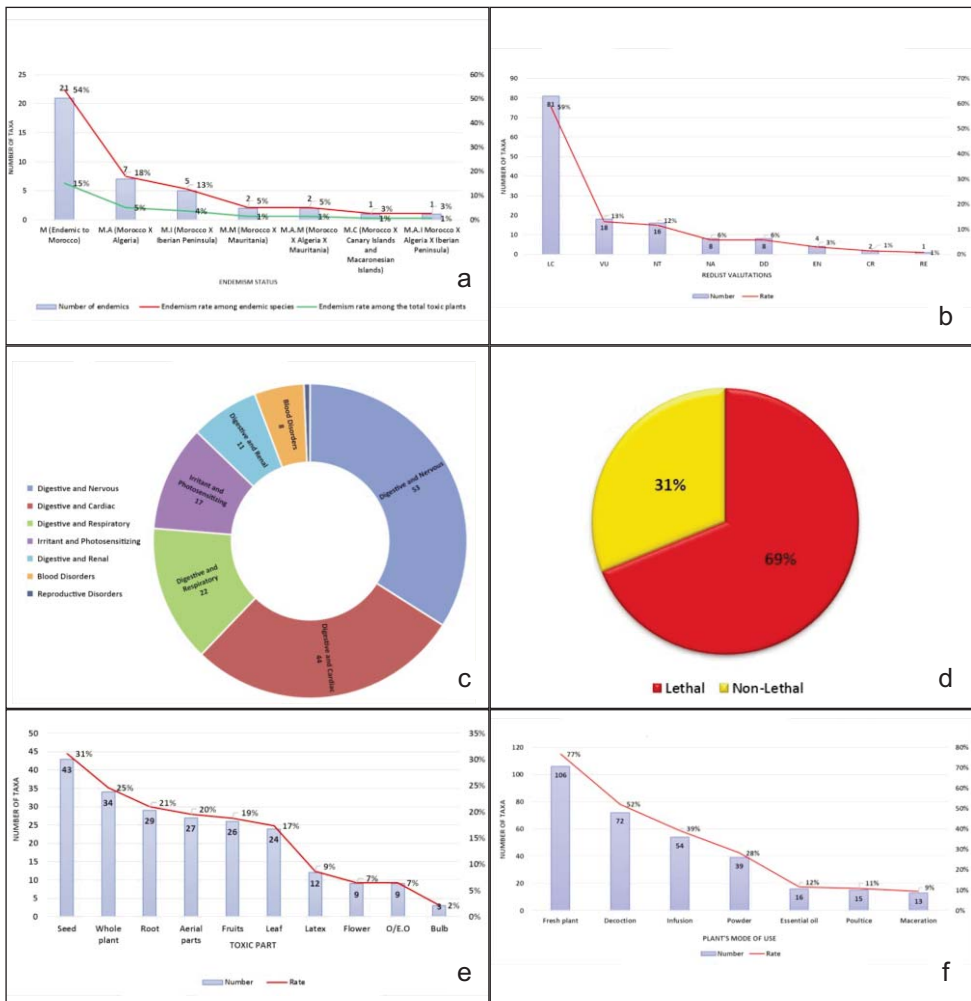 25
20
15
10
5
0
NUMBER OF TAXA
60%
50%
40%
30%
20%
10%
0%
21 54%
7 18%
5 13%
2 5%
2 5%
1 3%
1 3%
15%
5%
4%
1%
1%
1%
1%
M (Endemic to
Morocco)
M.A (Morocco X
Algeria)
M.I (Morocco X
Iberian Peninsula)
M.M (Morocco X
Mauritania)
M.A.M (Morocco
X Algeria X
Mauritania)
M.C (Morocco X
Canary Islands
and
Macaronesian
Islands)
M.A.I (Morocco X
Algeria X Iberian
Peninsula)
ENDEMISM STATUS
Number of endemics
Endemism rate among endemic species
Endemism rate among the total toxic plants
a
90
80
70
60
50
40
30
20
10
0
NUMBER OF TAXA
70%
60%
50%
40%
30%
20%
10%
0%
81 59%
18 13%
16 12%
8 6%
8 6%
4 3%
2 1%
1 1%
LC VU NT NA DD EN CR RE
REDLIST VALUTATIONS
Number Rate
b
Digestive and Nervous
Digestive and Cardiac
Digestive and Respiratory
Irritant and Photosensitizing
Digestive and Renal
Blood Disorders
Reproductive Disorders
Digestive and Nervous
53
Digestive and Cardiac
44
Digestive and
Respiratory
22
Irritant and
Photosensitizing
17
Digestive and Renal
11
Blood Disorders
8
c
31%
69%
Lethal Non-Lethal
d
50
45
40
35
30
25
20
15
10
5
0
NUMBER OF TAXA
35%
30%
25%
20%
15%
10%
5%
0%
43 31%
34 25%
29 21%
27 20%
26 19%
24 17%
12 9%
9 7%
9 7%
3 2%
Seed
Whole
plant
Root
Aerial
parts
Fruits
Leaf
Latex
Flower
O/E.O
Bulb
TOXIC PART
Number Rate
e
120
100
80
60
40
20
0
NUMBER OF TAXA
80%
70%
60%
50%
40%
30%
20%
10%
0%
106 77%
72 52%
54 39%
39 28%
16 12%
15 11%
13 9%
Fresh plant Decoction Infusion Powder Essential oil Poultice Maceration
PLANT'S MODE OF USE
Number Rate
f